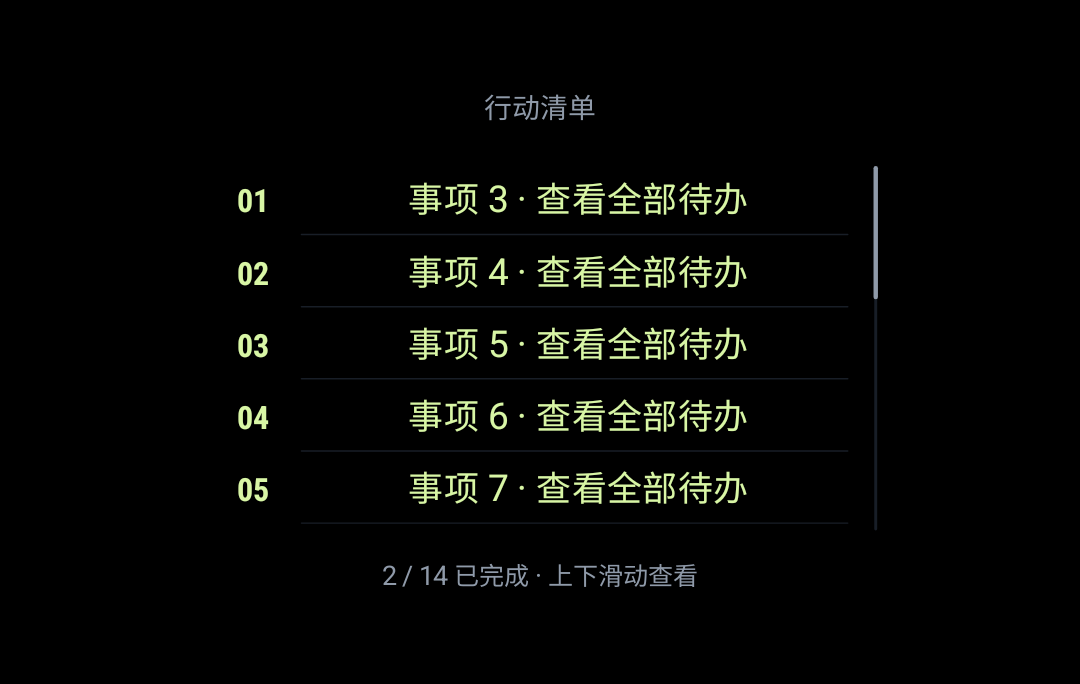 行动清单
01 事项 3 · 查看全部待办
02 事项 4 · 查看全部待办
03 事项 5 · 查看全部待办
04 事项 6 · 查看全部待办
05 事项 7 · 查看全部待办
2 / 14 已完成 · 上下滑动查看